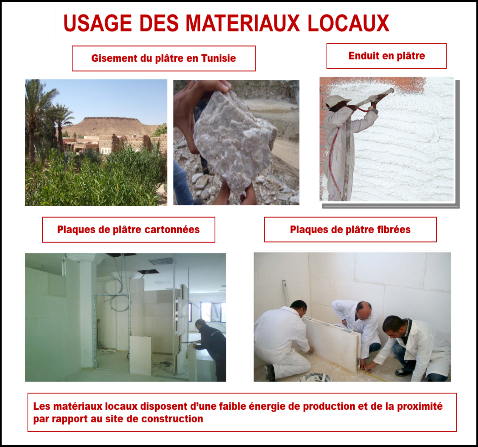 USAGE DES MATERIAUX LOCAUX
Gisement du plâtre en Tunisie
Enduit en plâtre
Plaques de plâtre cartonnées
Plaques de plâtre fibrées
Les matériaux locaux disposent d'une faible énergie de production et de la proximité
par rapport au site de construction